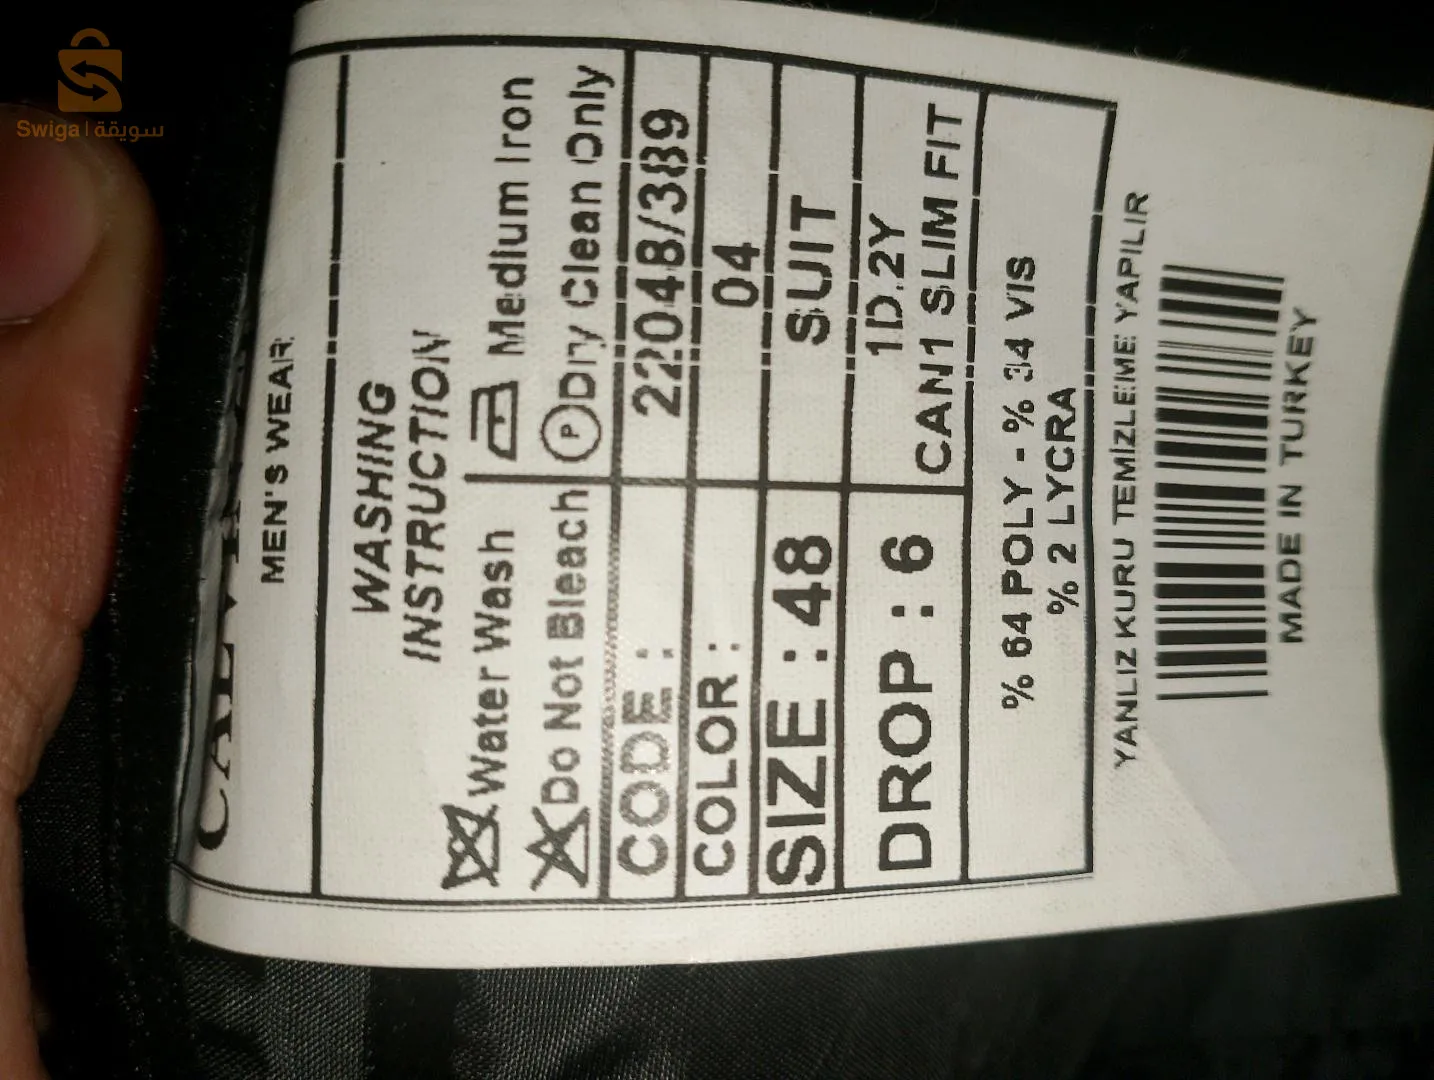 Swiga | سويقة
MEN'S WEAR
WASHING
INSTRUCTION
Water Wash Medium Iron
Do Not Bleach P Dry Clean Only
CODE : 22048/389
COLOR : 04
SIZE : 48 SUIT
DROP : 6 1D.2Y
CAN1 SLIM FIT
% 64 POLY - % 34 VIS
% 2 LYCRA
YANLIZ KURU TEMİZLEME YAPILIR
MADE IN TURKEY